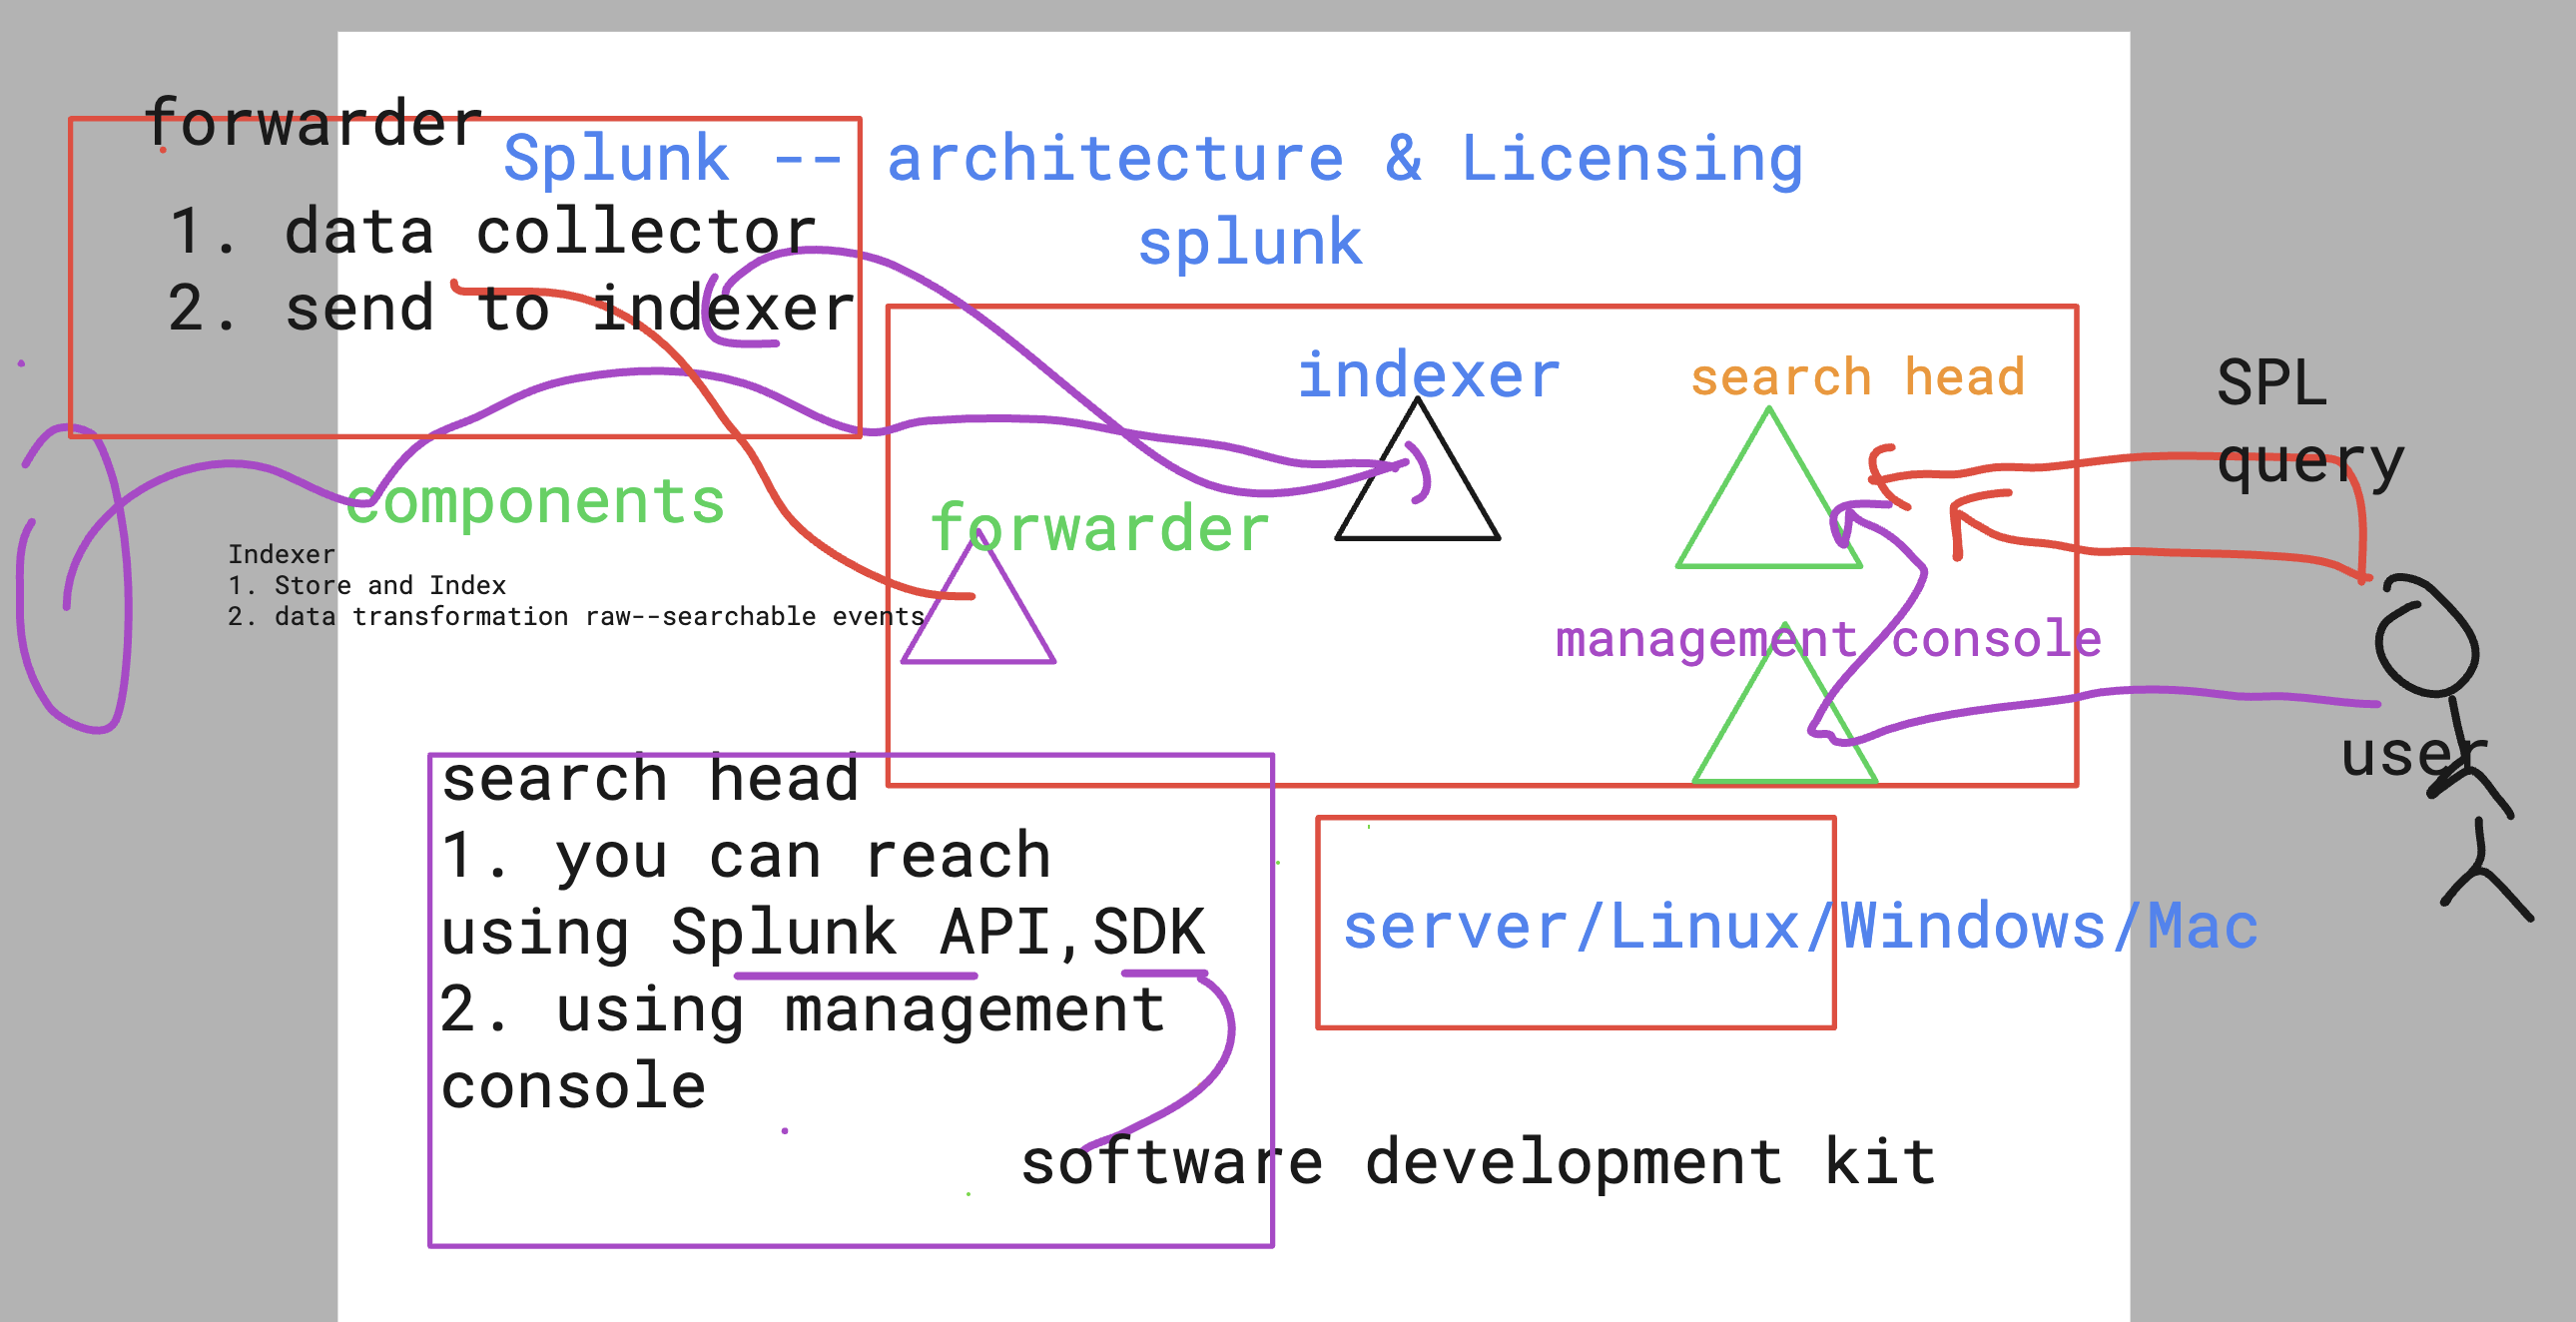 forwarder
Splunk -- architecture & Licensing
splunk
1. data collector
2. send to indexer
indexer
search head
SPL
query
components
forwarder
Indexer
1. Store and Index
2. data transformation raw--searchable events
management console
user
search head
1. you can reach
using Splunk API,SDK
2. using management
console
server/Linux/Windows/Mac
software development kit